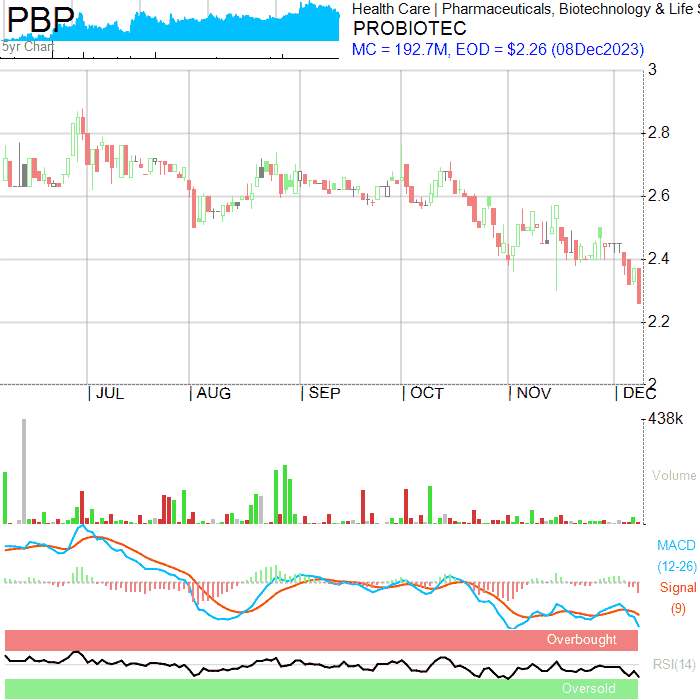 PBP
5yr Chart
Health Care | Pharmaceuticals, Biotechnology & Life S
PROBIOTEC
MC = 192.7M, EOD = $2.26 (08Dec2023)
3
2.8
2.6
2.4
2.2
2
| JUL | AUG | SEP | OCT | NOV | DEC
438k
Volume
MACD
(12-26)
Signal
(9)
Overbought
RSI(14)
Oversold